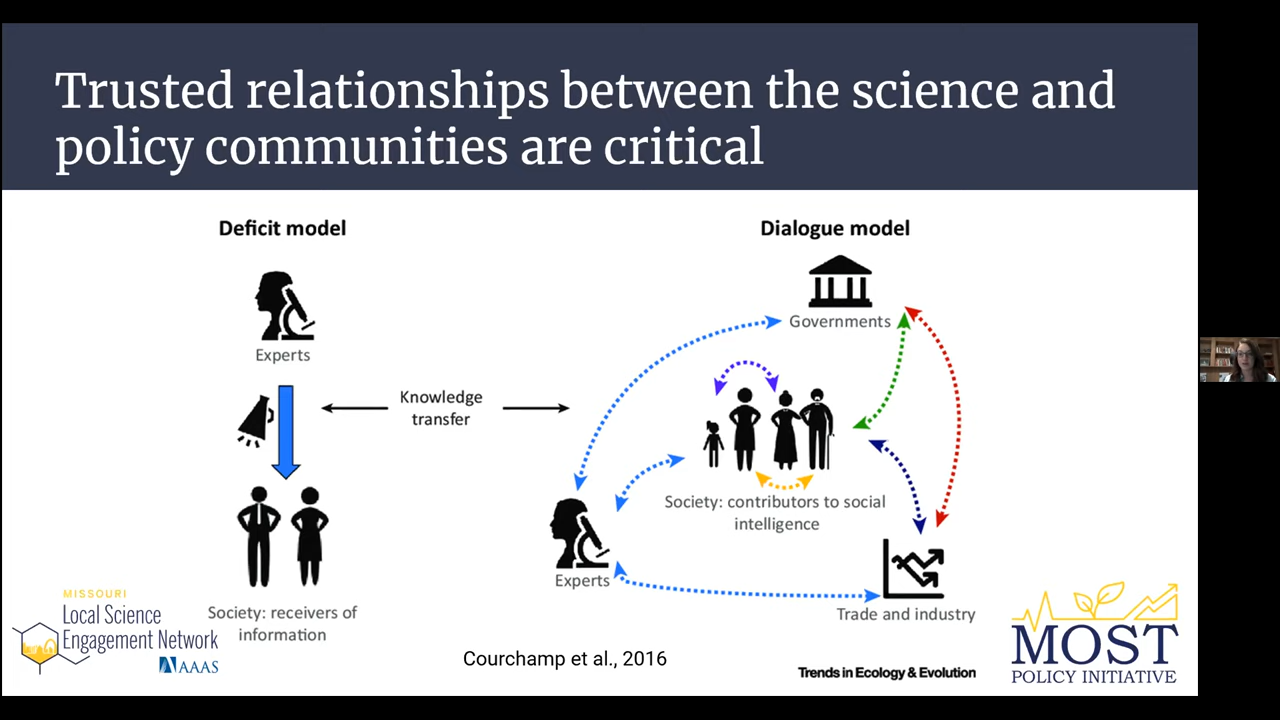 Trusted relationships between the science and
policy communities are critical
Deficit model
Experts
Knowledge
transfer
Society: receivers of
information
Dialogue model
Governments
Society: contributors to social
intelligence
Experts
Trade and industry
MISSOURI
Local Science
Engagement Network
AAAS
Courchamp et al., 2016
Trends in Ecology & Evolution
MOST
POLICY INITIATIVE